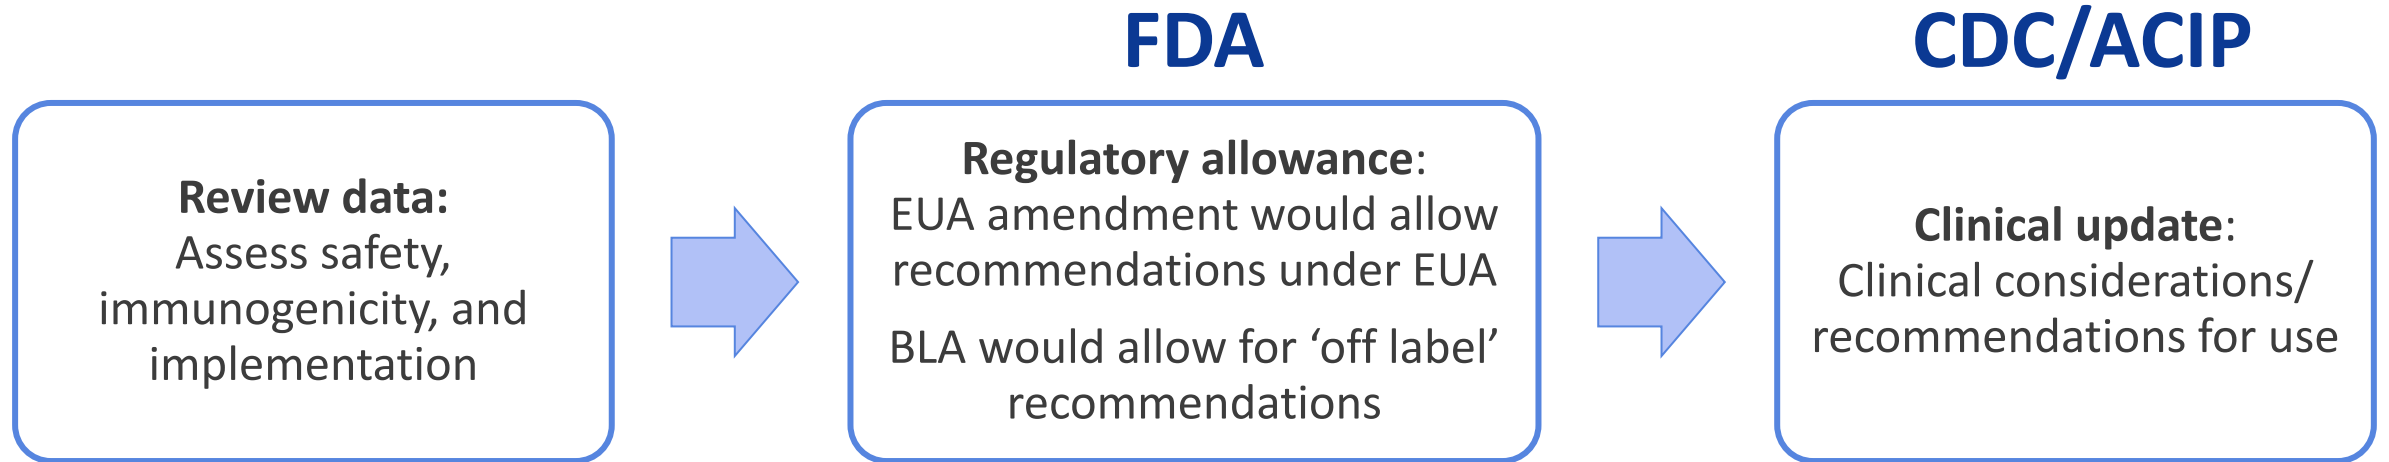 FDA
CDC/ACIP
Review data:
Assess safety,
immunogenicity, and
implementation
Regulatory allowance:
EUA amendment would allow
recommendations under EUA
BLA would allow for ‘off label’
recommendations
Clinical update:
Clinical considerations/
recommendations for use